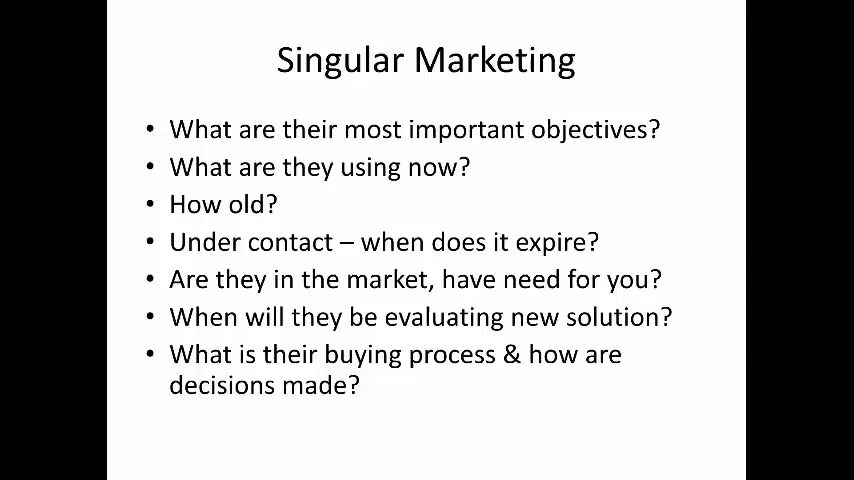 Singular Marketing
• What are their most important objectives?
• What are they using now?
• How old?
• Under contact – when does it expire?
• Are they in the market, have need for you?
• When will they be evaluating new solution?
• What is their buying process & how are
decisions made?